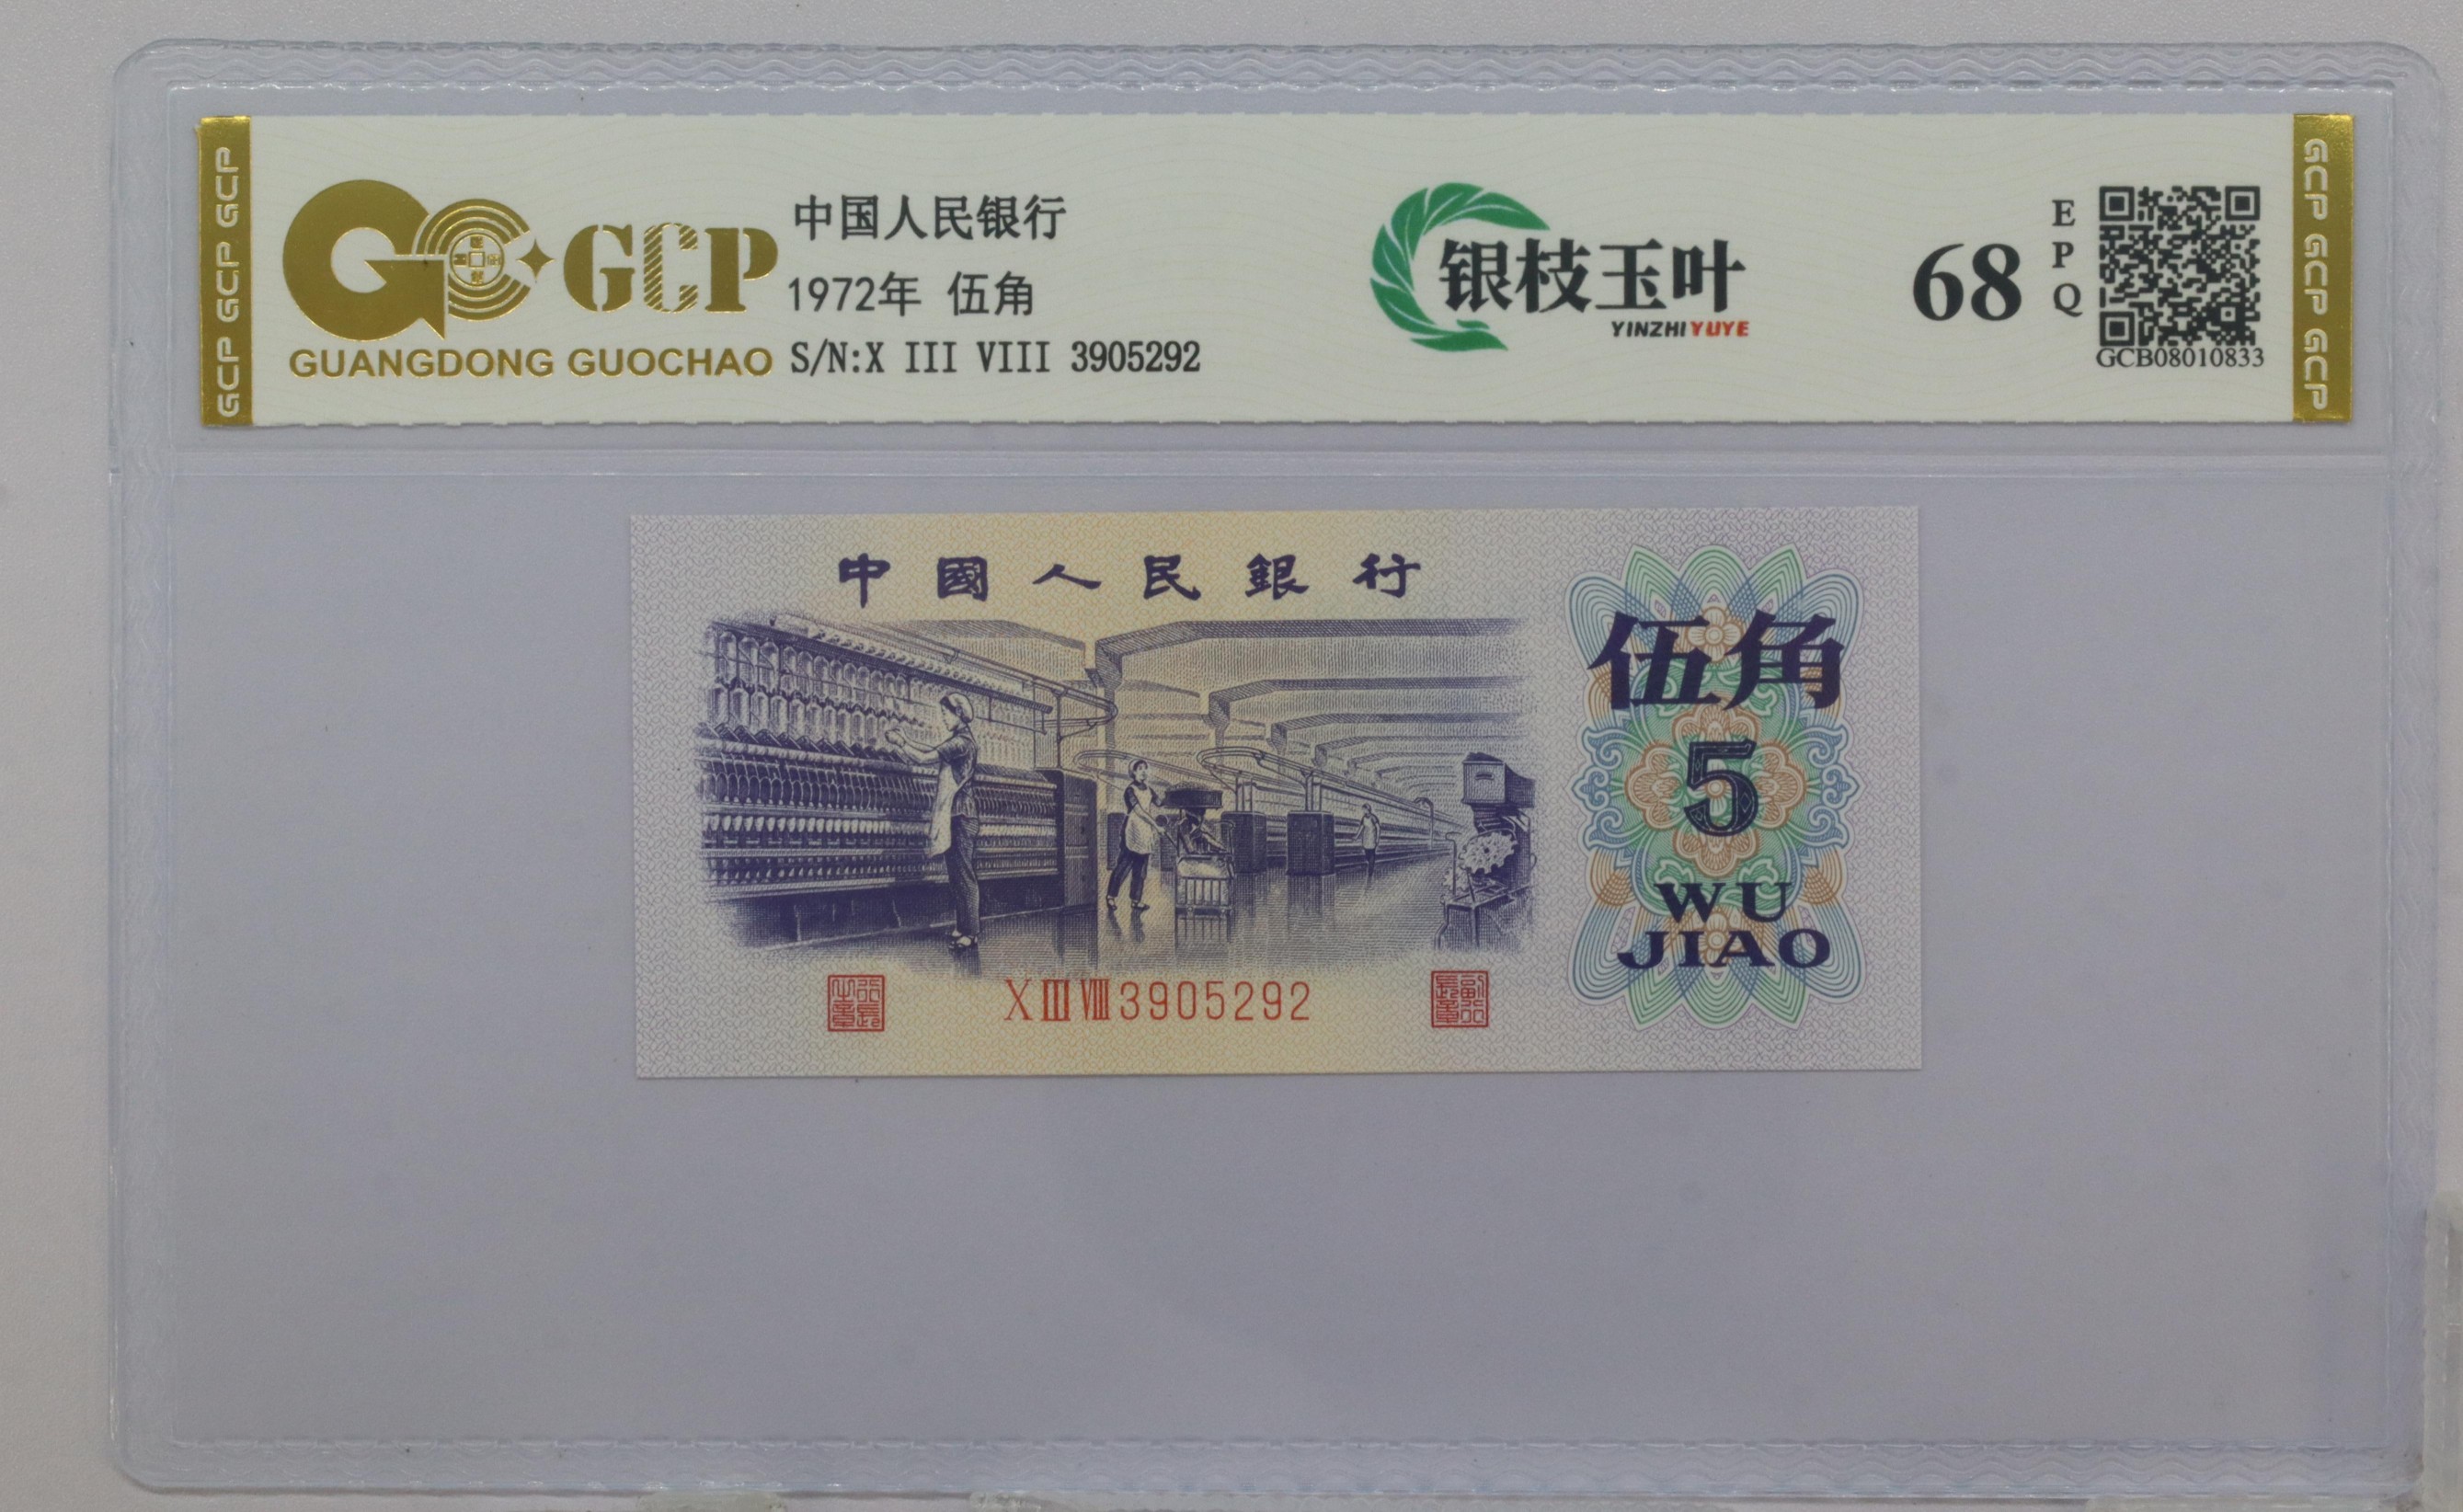 GCP GCP GCP
GCP
GUANGDONG GUOCHAO
中国人民银行
1972年 伍角
S/N:X III VIII 3905292
银枝玉叶
YINZHIYUYE
68
EPQ
GCB08010833
GCP GCP GCP
中國人民銀行
伍角
5
WU
JIAO
X III VIII 3905292